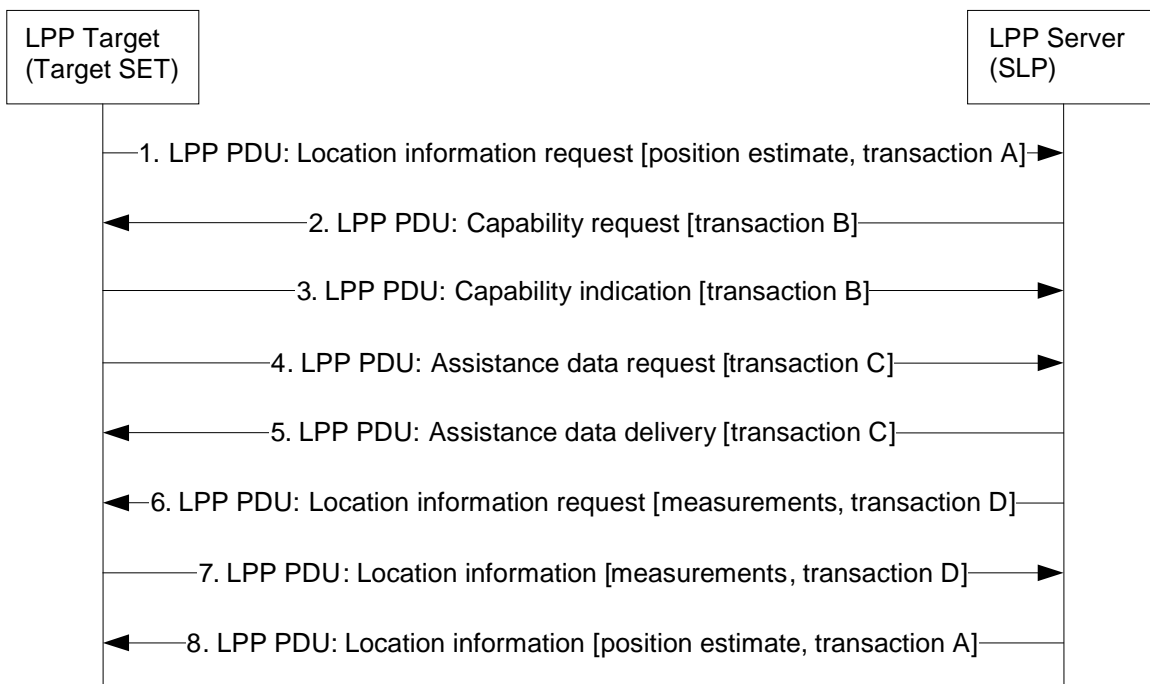 LPP Target
(Target SET)
LPP Server
(SLP)
1. LPP PDU: Location information request [position estimate, transaction A]
2. LPP PDU: Capability request [transaction B]
3. LPP PDU: Capability indication [transaction B]
4. LPP PDU: Assistance data request [transaction C]
5. LPP PDU: Assistance data delivery [transaction C]
6. LPP PDU: Location information request [measurements, transaction D]
7. LPP PDU: Location information [measurements, transaction D]
8. LPP PDU: Location information [position estimate, transaction A]